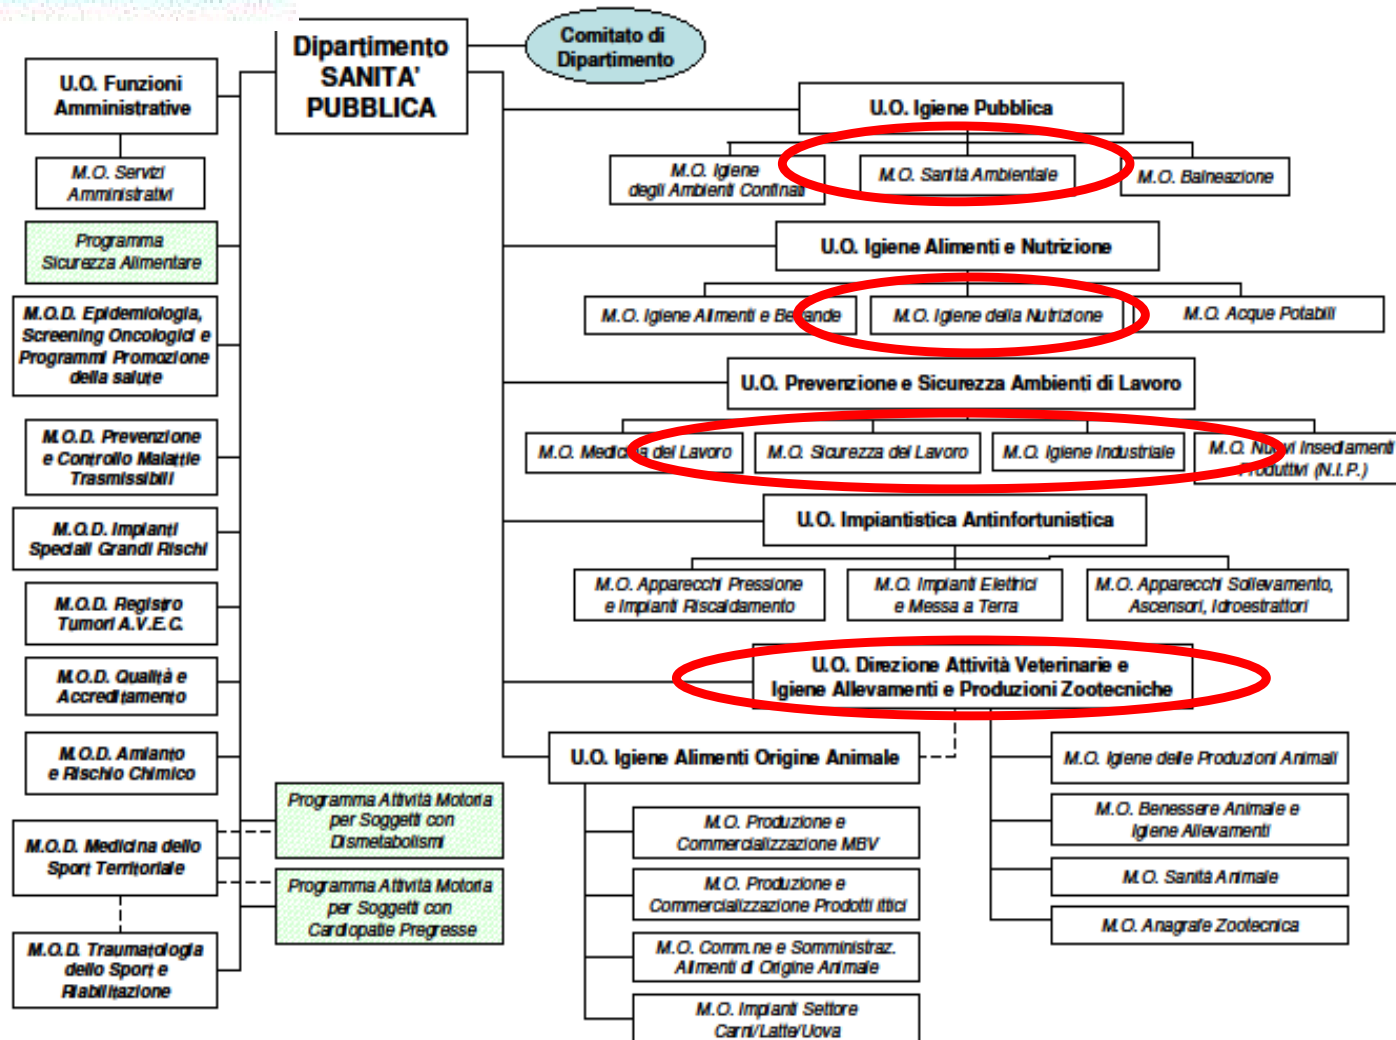 Dipartimento
SANITA'
PUBBLICA
Comitato di
Dipartimento
U.O. Funzioni
Amministrative
M.O. Servizi
Amministrativi
Programma
Sicurezza Alimentare
M.O.D. Epidemiologia,
Screening Oncologici e
Programmi Promozione
della salute
M.O.D. Prevenzione
e Controllo Malattie
Trasmissibili
M.O.D. Impianti
Speciali Grandi Rischi
M.O.D. Registro
Tumori A.V.E.C.
M.O.D. Qualità e
Accreditamento
M.O.D. Amianto
e Rischio Chimico
M.O.D. Medicina dello
Sport Territoriale
M.O.D. Traumatologia
dello Sport e
Riabilitazione
Programma Attività Motoria
per Soggetti con
Dismetabolismi
Programma Attività Motoria
per Soggetti con
Cardiopatie Pregresse
U.O. Igiene Pubblica
M.O. Igiene
degli Ambienti Confinati
M.O. Sanità Ambientale
M.O. Balneazione
U.O. Igiene Alimenti e Nutrizione
M.O. Igiene Alimenti e Bevande
M.O. Igiene della Nutrizione
M.O. Acque Potabili
U.O. Prevenzione e Sicurezza Ambienti di Lavoro
M.O. Medicina del Lavoro
M.O. Sicurezza del Lavoro
M.O. Igiene Industriale
M.O. Nuovi Insediamenti
Produttivi (N.I.P.)
U.O. Impiantistica Antinfortunistica
M.O. Apparecchi Pressione
e Impianti Riscaldamento
M.O. Impianti Elettrici
e Messa a Terra
M.O. Apparecchi Sollevamento,
Ascensori, Idroestrattori
U.O. Direzione Attività Veterinarie e
Igiene Allevamenti e Produzioni Zootecniche
U.O. Igiene Alimenti Origine Animale
M.O. Produzione e
Commercializzazione MBV
M.O. Produzione e
Commercializzazione Prodotti ittici
M.O. Comm.ne e Somministraz.
Alimenti di Origine Animale
M.O. Impianti Settore
Carni/Latte/Uova
M.O. Igiene delle Produzioni Animali
M.O. Benessere Animale e
Igiene Allevamenti
M.O. Sanità Animale
M.O. Anagrafe Zootecnica